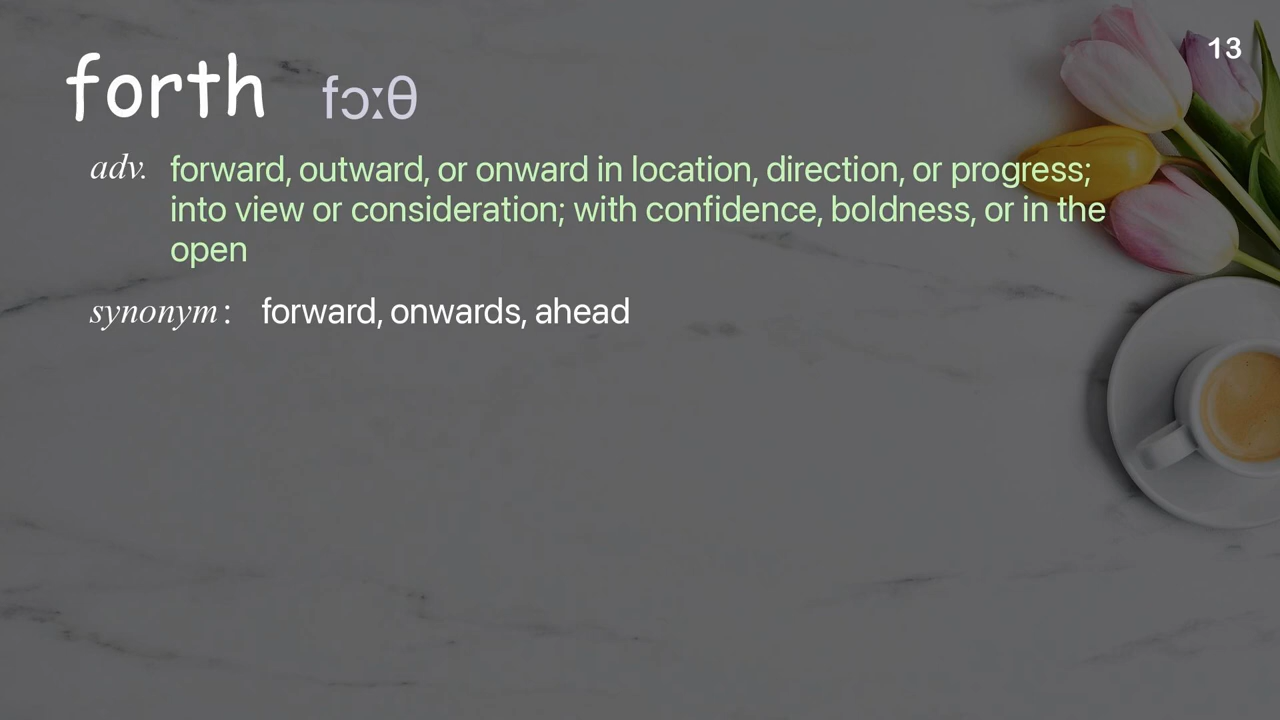 13
forth fɔːθ
adv. forward, outward, or onward in location, direction, or progress;
into view or consideration; with confidence, boldness, or in the
open
synonym: forward, onwards, ahead